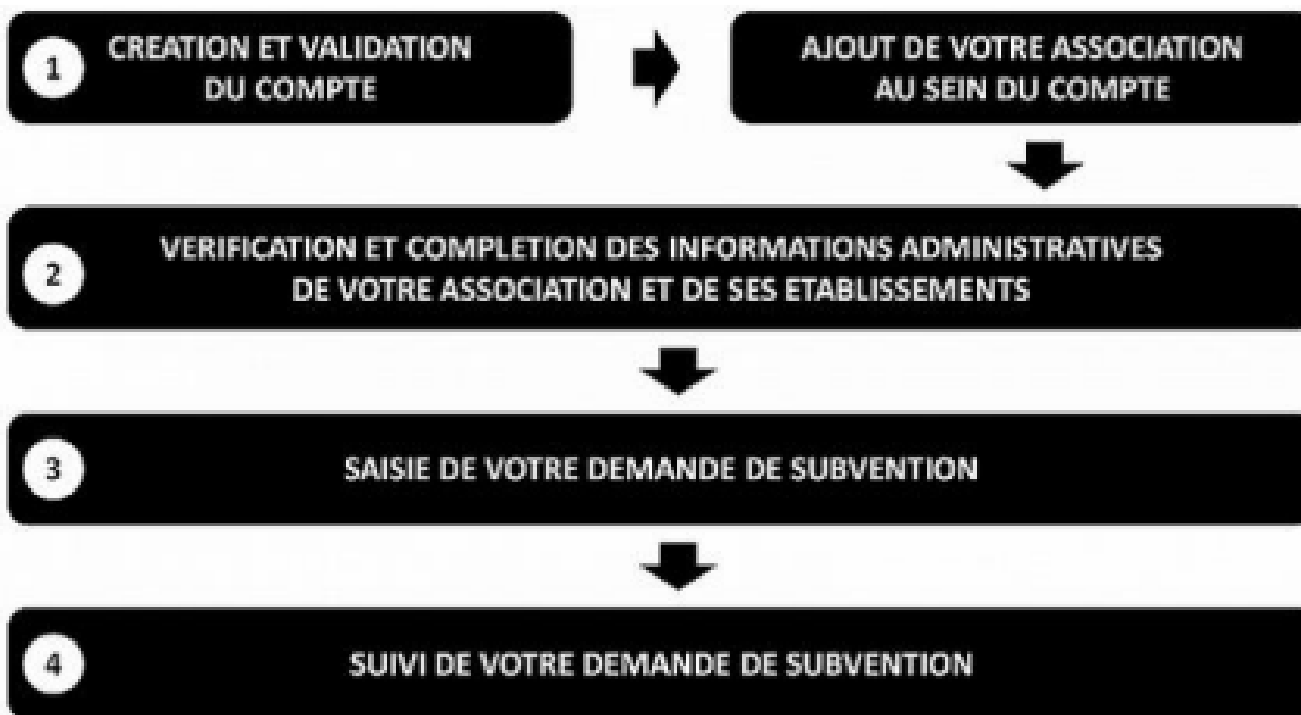 1
CREATION ET VALIDATION
DU COMPTE
AJOUT DE VOTRE ASSOCIATION
AU SEIN DU COMPTE
2
VERIFICATION ET COMPLETION DES INFORMATIONS ADMINISTRATIVES
DE VOTRE ASSOCIATION ET DE SES ETABLISSEMENTS
3
SAISIE DE VOTRE DEMANDE DE SUBVENTION
4
SUIVI DE VOTRE DEMANDE DE SUBVENTION